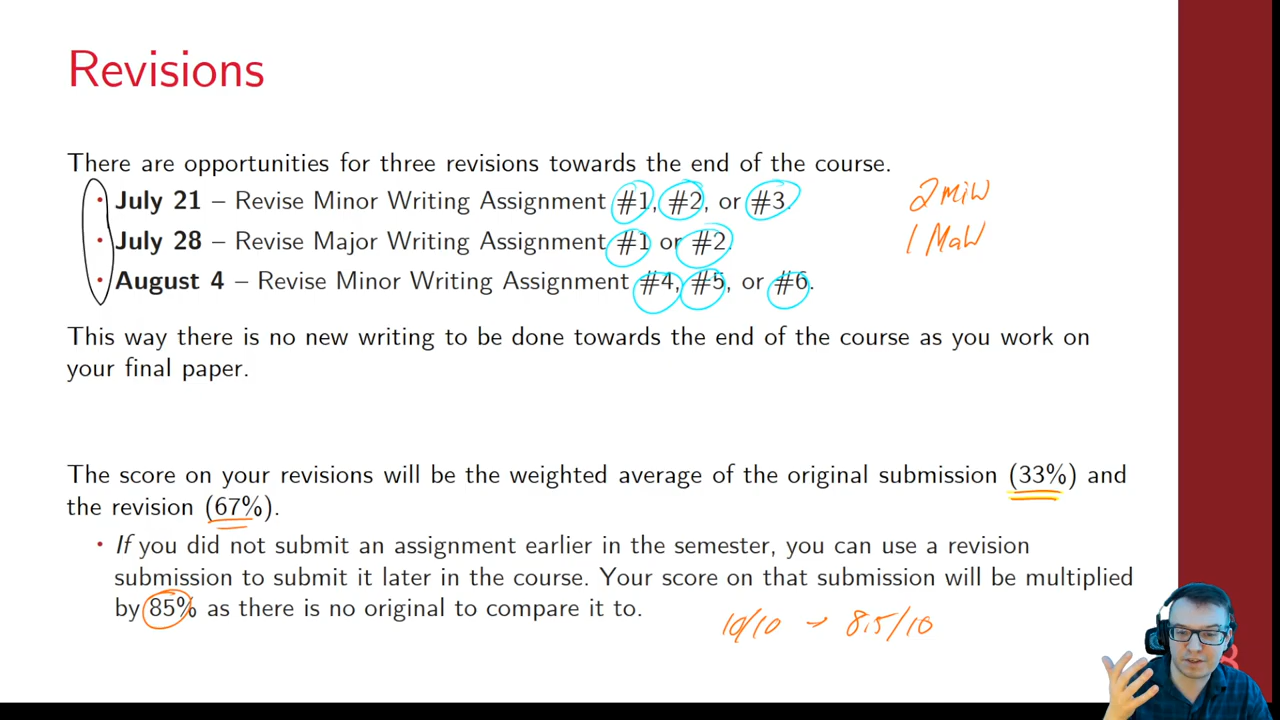 Revisions
There are opportunities for three revisions towards the end of the course.
• July 21 – Revise Minor Writing Assignment #1, #2, or #3.
2 MiW
• July 28 – Revise Major Writing Assignment #1 or #2.
1 MaW
• August 4 – Revise Minor Writing Assignment #4, #5, or #6.
This way there is no new writing to be done towards the end of the course as you work on
your final paper.
The score on your revisions will be the weighted average of the original submission (33%) and
the revision (67%).
• If you did not submit an assignment earlier in the semester, you can use a revision
submission to submit it later in the course. Your score on that submission will be multiplied
by 85% as there is no original to compare it to.
10/10 → 8.5/10